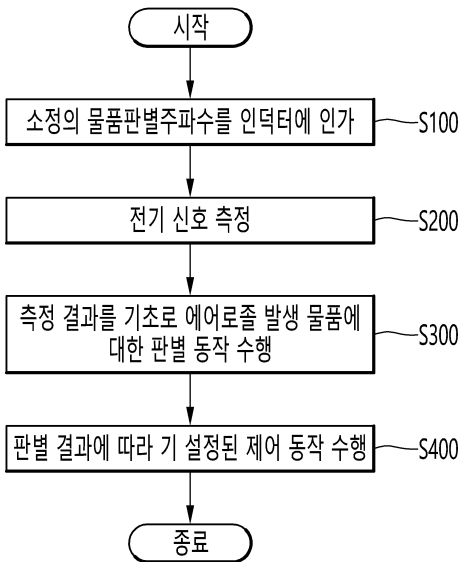 시작
소정의 물품판별주파수를 인덕터에 인가
S100
전기 신호 측정
S200
측정 결과를 기초로 에어로졸 발생 물품에
대한 판별 동작 수행
S300
판별 결과에 따라 기 설정된 제어 동작 수행
S400
종료